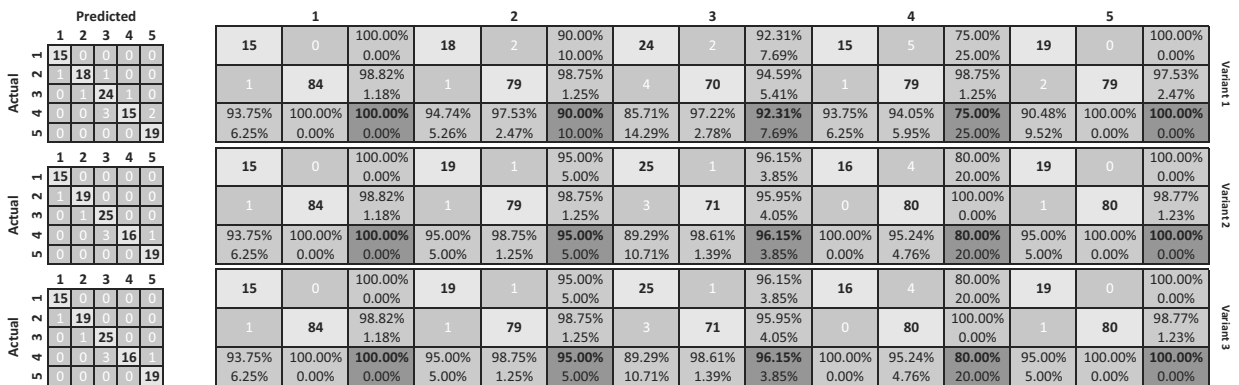 Predicted 1 2 3 4 5
1 2 3 4 5 100.00% 90.00% 92.31% 75.00% 100.00%
1 15 0 0 0 0 15 0 0.00% 18 2 10.00% 24 2 7.69% 15 5 25.00% 19 0 0.00%
2 1 18 1 0 0 98.82% 98.75% 94.59% 98.75% 97.53%
Actual 3 0 1 24 1 0 1 84 1.18% 1 79 1.25% 4 70 5.41% 1 79 1.25% 2 79 2.47% Variant 1
4 0 0 3 15 2 93.75% 100.00% 100.00% 94.74% 97.53% 90.00% 85.71% 97.22% 92.31% 93.75% 94.05% 75.00% 90.48% 100.00% 100.00%
5 0 0 0 0 19 6.25% 0.00% 0.00% 5.26% 2.47% 10.00% 14.29% 2.78% 7.69% 6.25% 5.95% 25.00% 9.52% 0.00% 0.00%
1 2 3 4 5 100.00% 95.00% 96.15% 80.00% 100.00%
1 15 0 0 0 0 15 0 0.00% 19 1 5.00% 25 1 3.85% 16 4 20.00% 19 0 0.00%
2 1 19 0 0 0 98.82% 98.75% 95.95% 100.00% 98.77%
Actual 3 0 1 25 0 0 1 84 1.18% 1 79 1.25% 3 71 4.05% 0 80 0.00% 1 80 1.23% Variant 2
4 0 0 3 16 1 93.75% 100.00% 100.00% 95.00% 98.75% 95.00% 89.29% 98.61% 96.15% 100.00% 95.24% 80.00% 95.00% 100.00% 100.00%
5 0 0 0 0 19 6.25% 0.00% 0.00% 5.00% 1.25% 5.00% 10.71% 1.39% 3.85% 0.00% 4.76% 20.00% 5.00% 0.00% 0.00%
1 2 3 4 5 100.00% 95.00% 96.15% 80.00% 100.00%
1 15 0 0 0 0 15 0 0.00% 19 1 5.00% 25 1 3.85% 16 4 20.00% 19 0 0.00%
2 1 19 0 0 0 98.82% 98.75% 95.95% 100.00% 98.77%
Actual 3 0 1 25 0 0 1 84 1.18% 1 79 1.25% 3 71 4.05% 0 80 0.00% 1 80 1.23% Variant 3
4 0 0 3 16 1 93.75% 100.00% 100.00% 95.00% 98.75% 95.00% 89.29% 98.61% 96.15% 100.00% 95.24% 80.00% 95.00% 100.00% 100.00%
5 0 0 0 0 19 6.25% 0.00% 0.00% 5.00% 1.25% 5.00% 10.71% 1.39% 3.85% 0.00% 4.76% 20.00% 5.00% 0.00% 0.00%